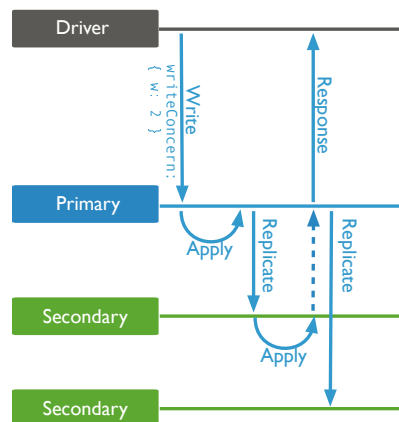 Driver
Write
writeConcern:
{ w: 2 }
Response
Primary
Apply
Replicate
Replicate
Secondary
Apply
Secondary